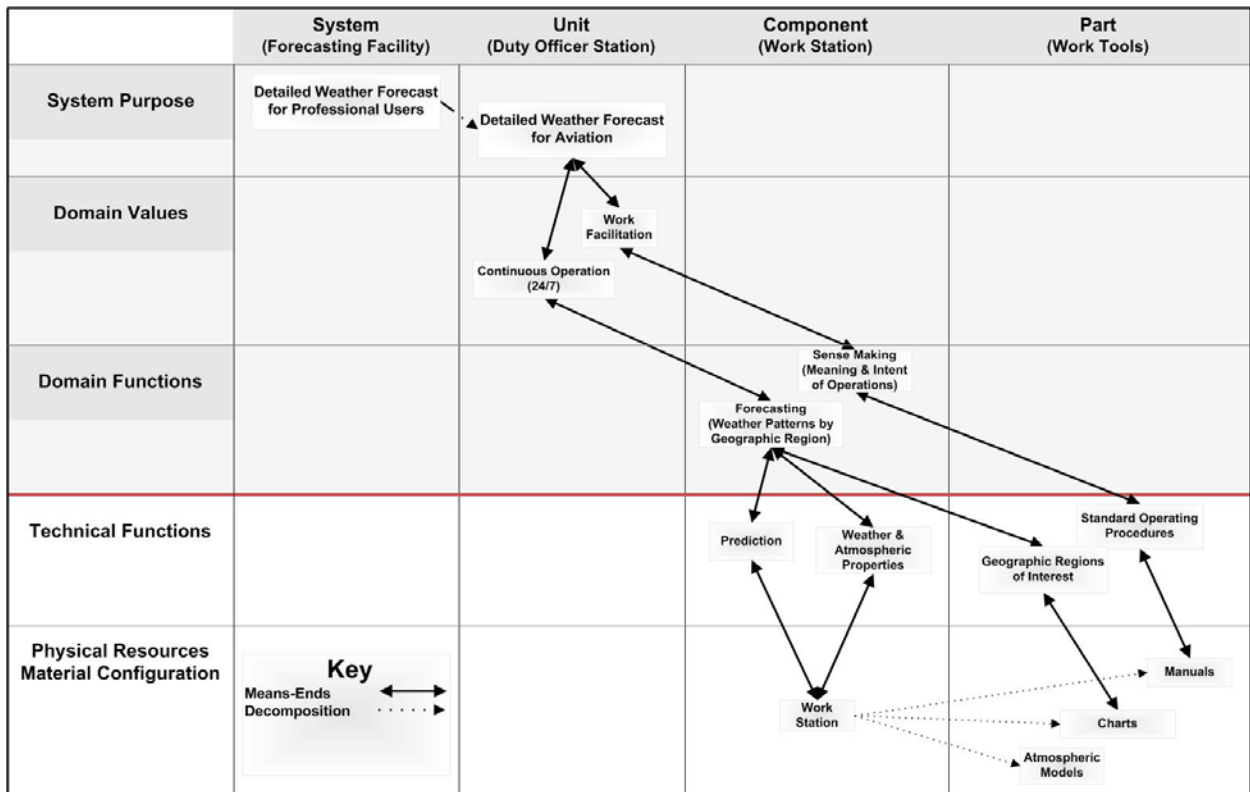 System
(Forecasting Facility)
Unit
(Duty Officer Station)
Component
(Work Station)
Part
(Work Tools)
System Purpose
Detailed Weather Forecast
for Professional Users
Detailed Weather Forecast
for Aviation
Domain Values
Work
Facilitation
Continuous Operation
(24/7)
Domain Functions
Sense Making
(Meaning & Intent
of Operations)
Forecasting
(Weather Patterns by
Geographic Region)
Technical Functions
Prediction
Weather &
Atmospheric
Properties
Standard Operating
Procedures
Geographic Regions
of Interest
Physical Resources
Material Configuration
Key
Means-Ends
Decomposition
Work
Station
Manuals
Charts
Atmospheric
Models